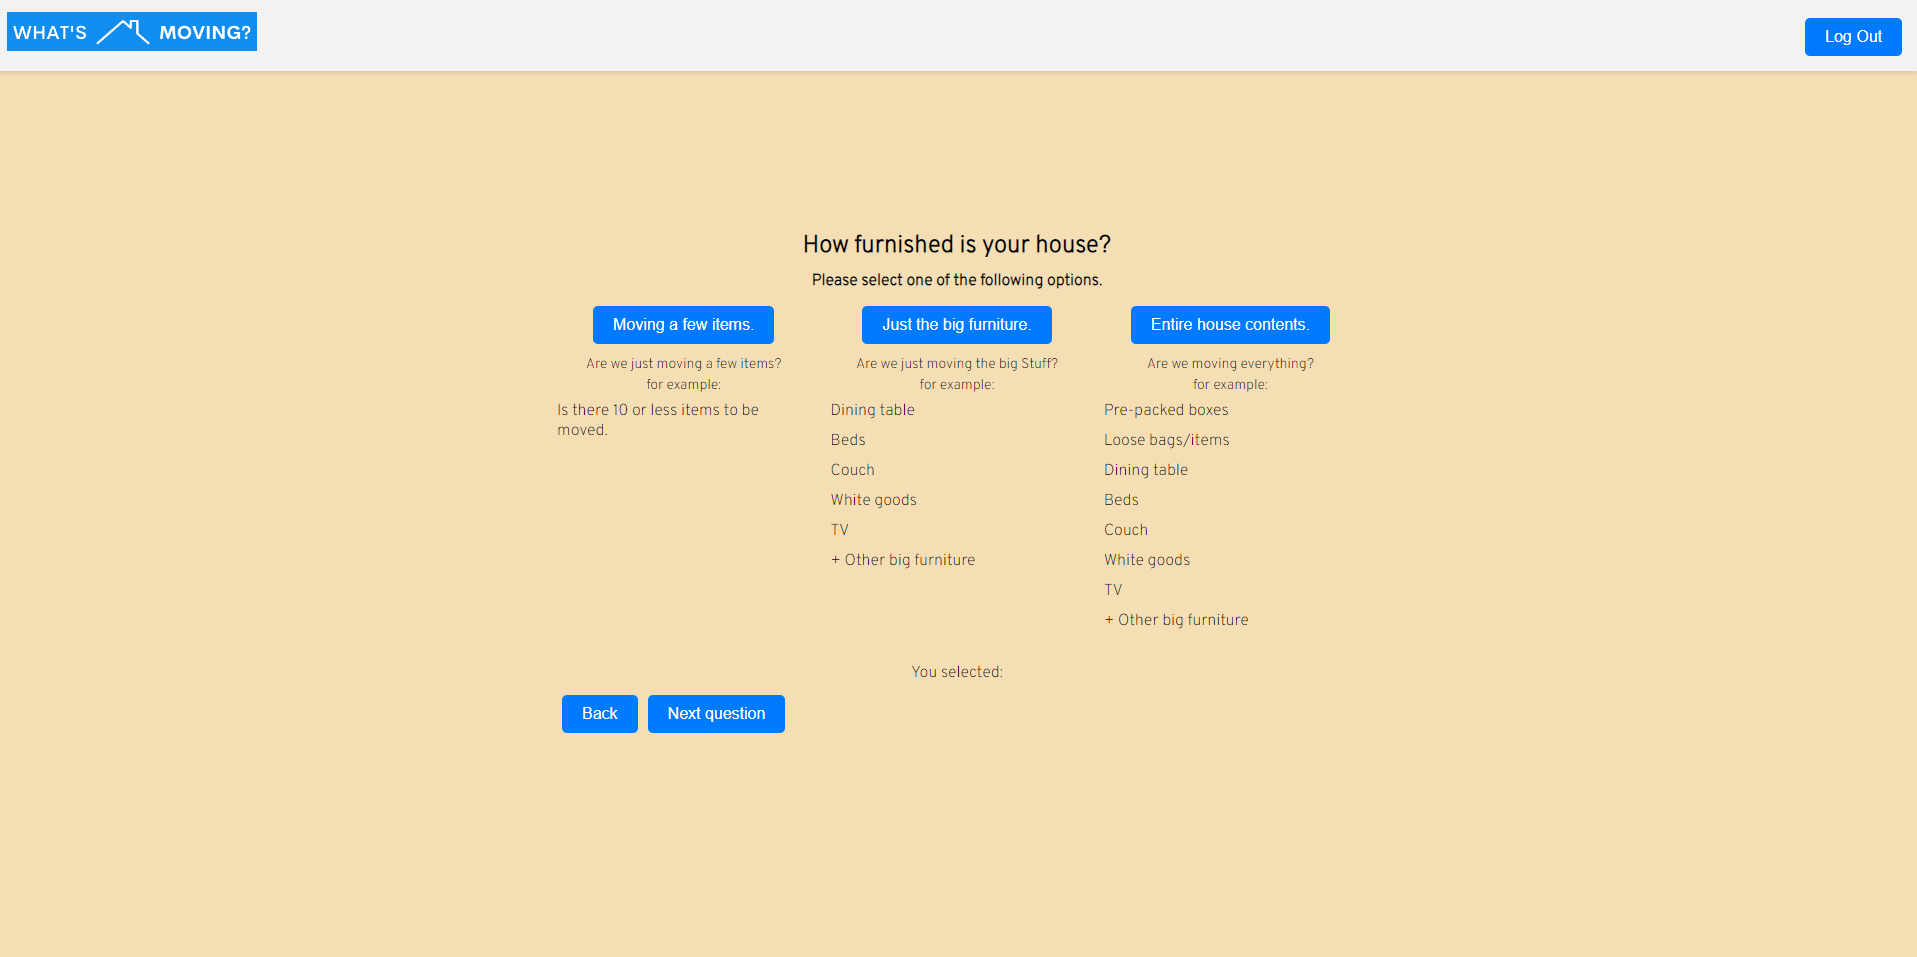 WHAT'S MOVING?
Log Out
How furnished is your house?
Please select one of the following options.
Moving a few items.
Are we just moving a few items?
for example:
Is there 10 or less items to be
moved.
Just the big furniture.
Are we just moving the big Stuff?
for example:
Dining table
Beds
Couch
White goods
TV
+ Other big furniture
Entire house contents.
Are we moving everything?
for example:
Pre-packed boxes
Loose bags/items
Dining table
Beds
Couch
White goods
TV
+ Other big furniture
You selected:
Back
Next question